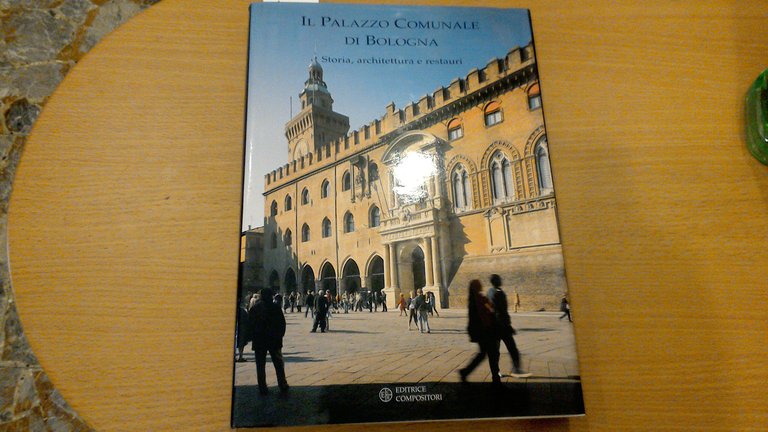 IL PALAZZO COMUNALE
DI BOLOGNA
Storia, architettura e restauri
EDITRICE
COMPOSITORI